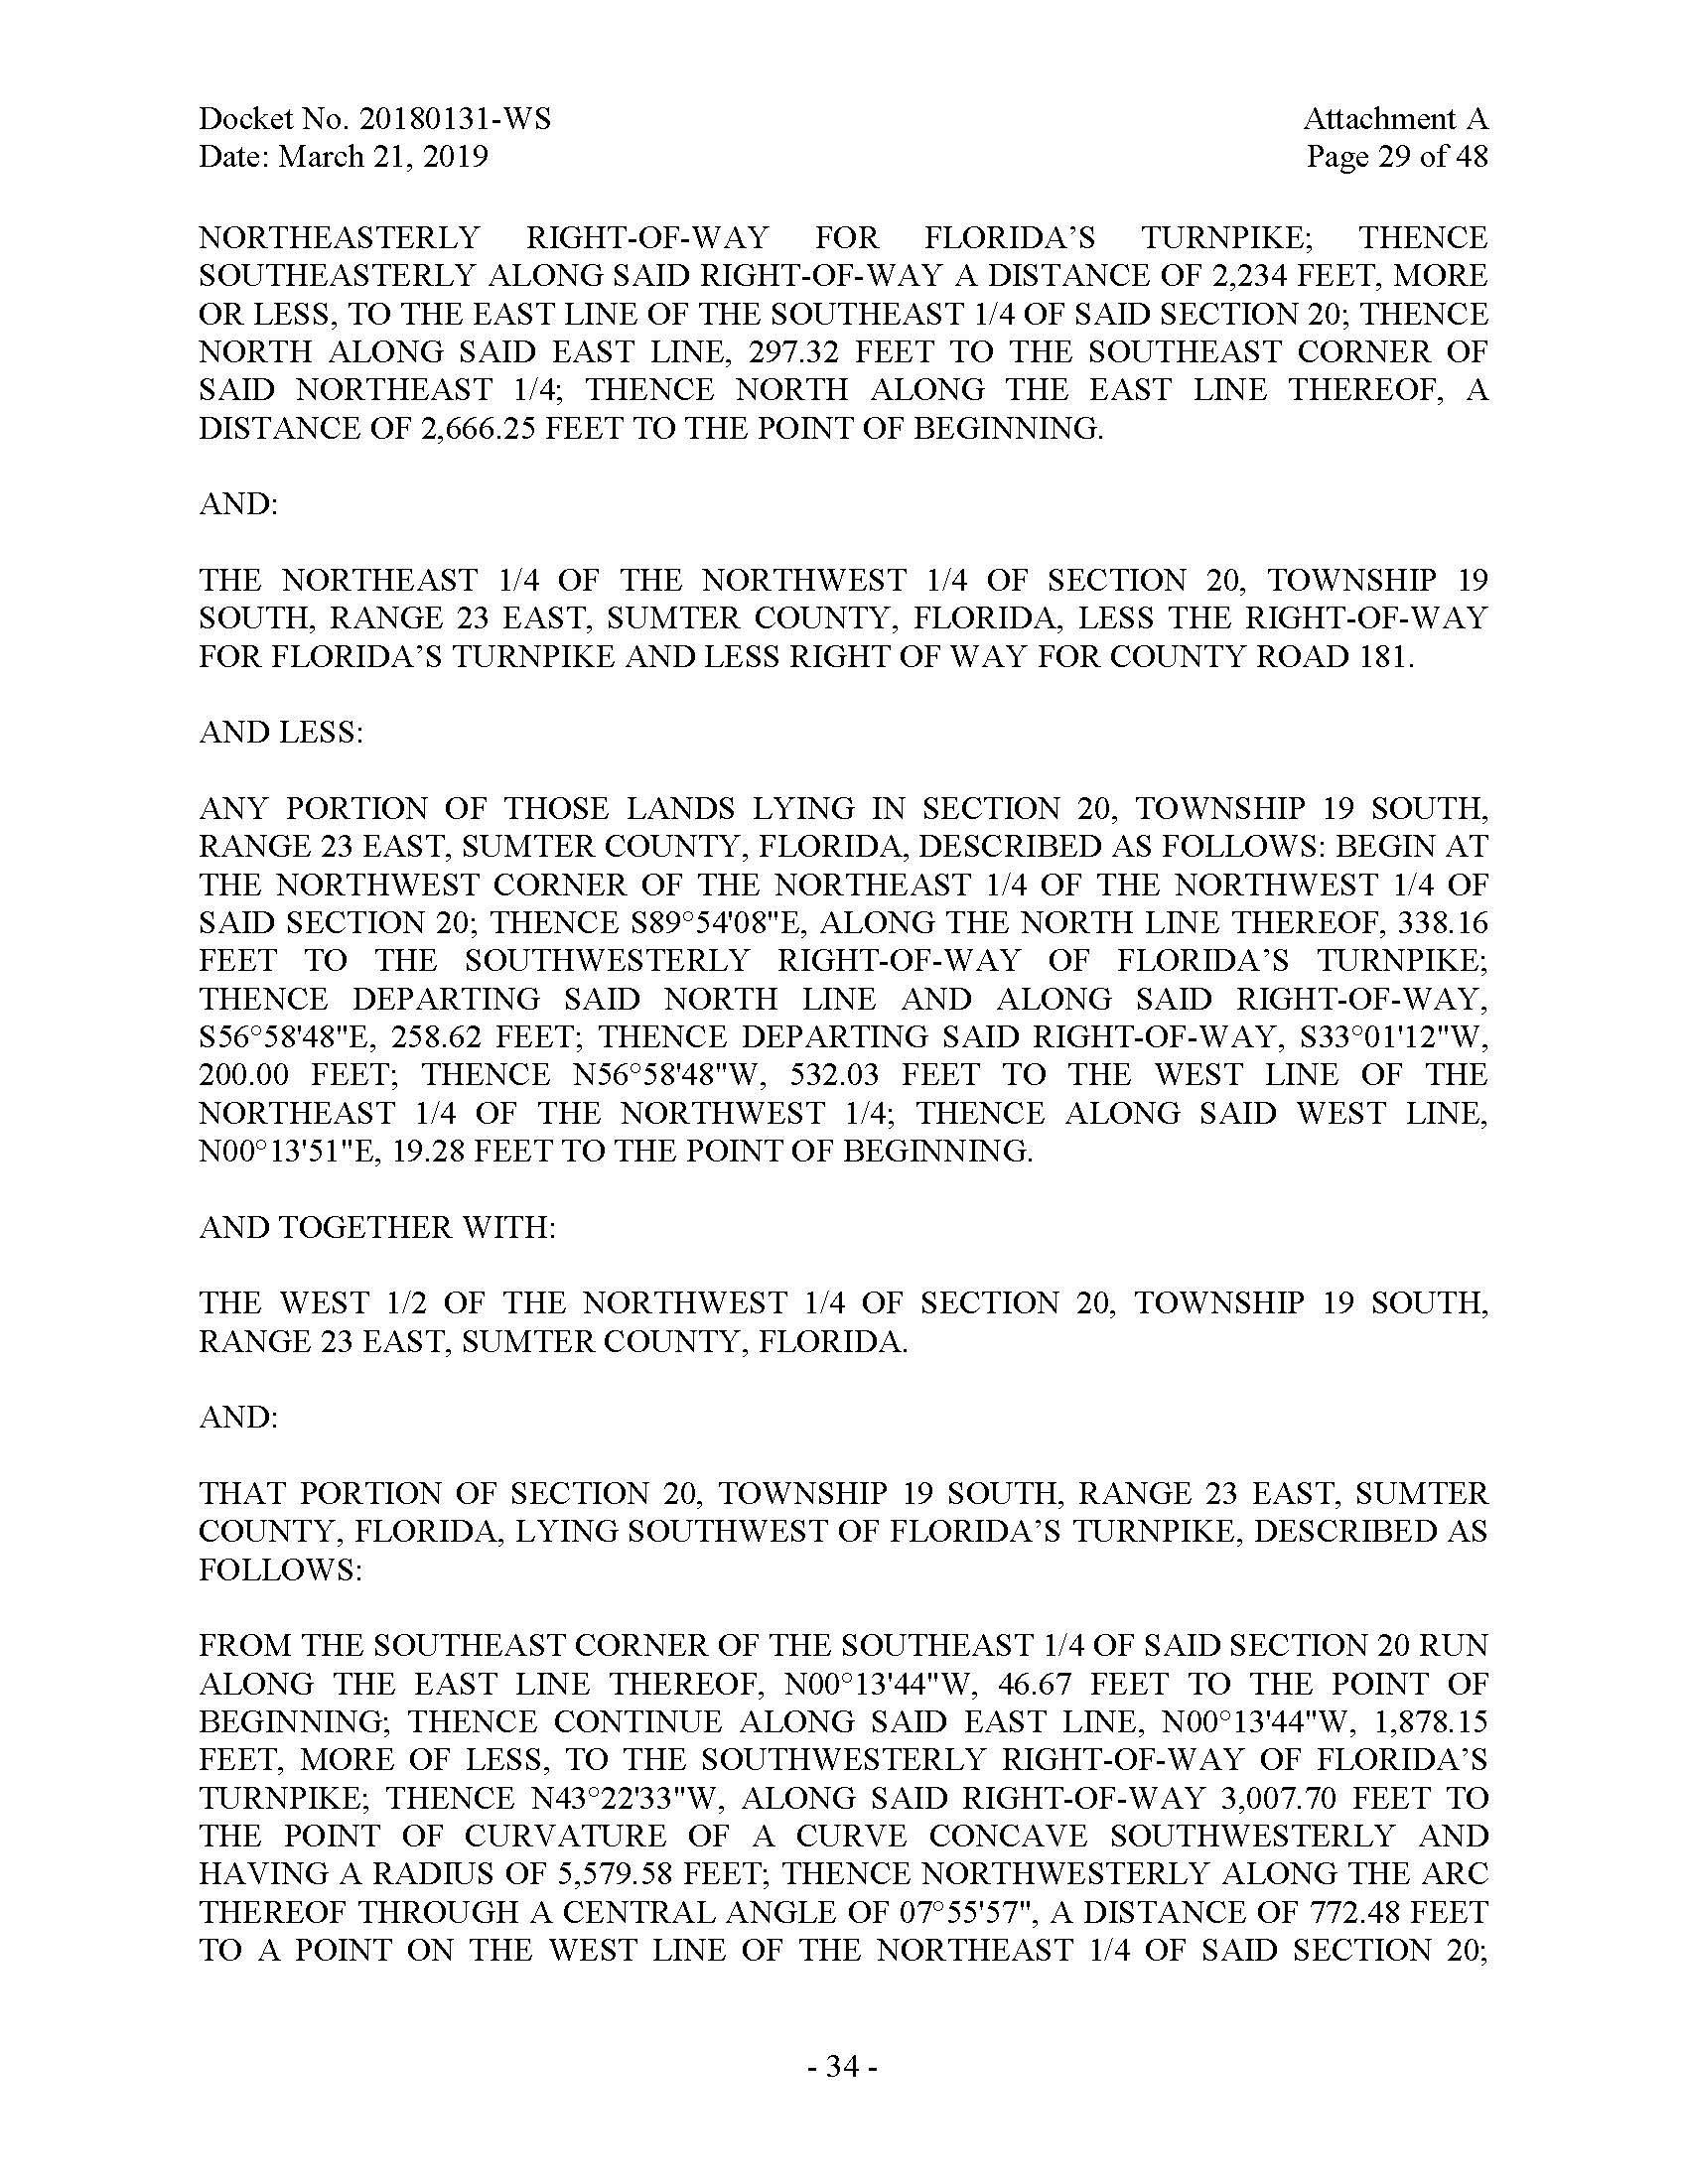 Docket No. 20180131-WS Attachment A
Date: March 21, 2019 Page 29 of 48
NORTHEASTERLY RIGHT-OF-WAY FOR FLORIDA’S TURNPIKE; THENCE
SOUTHEASTERLY ALONG SAID RIGHT-OF-WAY A DISTANCE OF 2,234 FEET, MORE
OR LESS, TO THE EAST LINE OF THE SOUTHEAST 1/4 OF SAID SECTION 20; THENCE
NORTH ALONG SAID EAST LINE, 297.32 FEET TO THE SOUTHEAST CORNER OF
SAID NORTHEAST 1/4; THENCE NORTH ALONG THE EAST LINE THEREOF, A
DISTANCE OF 2,666.25 FEET TO THE POINT OF BEGINNING.
AND:
THE NORTHEAST 1/4 OF THE NORTHWEST 1/4 OF SECTION 20, TOWNSHIP 19
SOUTH, RANGE 23 EAST, SUMTER COUNTY, FLORIDA, LESS THE RIGHT-OF-WAY
FOR FLORIDA’S TURNPIKE AND LESS RIGHT OF WAY FOR COUNTY ROAD 181.
AND LESS:
ANY PORTION OF THOSE LANDS LYING IN SECTION 20, TOWNSHIP 19 SOUTH,
RANGE 23 EAST, SUMTER COUNTY, FLORIDA, DESCRIBED AS FOLLOWS: BEGIN AT
THE NORTHWEST CORNER OF THE NORTHEAST 1/4 OF THE NORTHWEST 1/4 OF
SAID SECTION 20; THENCE S89°54'08"E, ALONG THE NORTH LINE THEREOF, 338.16
FEET TO THE SOUTHWESTERLY RIGHT-OF-WAY OF FLORIDA’S TURNPIKE;
THENCE DEPARTING SAID NORTH LINE AND ALONG SAID RIGHT-OF-WAY,
S56°58'48"E, 258.62 FEET; THENCE DEPARTING SAID RIGHT-OF-WAY, S33°01'12"W,
200.00 FEET; THENCE N56°58'48"W, 532.03 FEET TO THE WEST LINE OF THE
NORTHEAST 1/4 OF THE NORTHWEST 1/4; THENCE ALONG SAID WEST LINE,
N00°13'51"E, 19.28 FEET TO THE POINT OF BEGINNING.
AND TOGETHER WITH:
THE WEST 1/2 OF THE NORTHWEST 1/4 OF SECTION 20, TOWNSHIP 19 SOUTH,
RANGE 23 EAST, SUMTER COUNTY, FLORIDA.
AND:
THAT PORTION OF SECTION 20, TOWNSHIP 19 SOUTH, RANGE 23 EAST, SUMTER
COUNTY, FLORIDA, LYING SOUTHWEST OF FLORIDA’S TURNPIKE, DESCRIBED AS
FOLLOWS:
FROM THE SOUTHEAST CORNER OF THE SOUTHEAST 1/4 OF SAID SECTION 20 RUN
ALONG THE EAST LINE THEREOF, N00°13'44"W, 46.67 FEET TO THE POINT OF
BEGINNING; THENCE CONTINUE ALONG SAID EAST LINE, N00°13'44"W, 1,878.15
FEET, MORE OF LESS, TO THE SOUTHWESTERLY RIGHT-OF-WAY OF FLORIDA’S
TURNPIKE; THENCE N43°22'33"W, ALONG SAID RIGHT-OF-WAY 3,007.70 FEET TO
THE POINT OF CURVATURE OF A CURVE CONCAVE SOUTHWESTERLY AND
HAVING A RADIUS OF 5,579.58 FEET; THENCE NORTHWESTERLY ALONG THE ARC
THEREOF THROUGH A CENTRAL ANGLE OF 07°55'57", A DISTANCE OF 772.48 FEET
TO A POINT ON THE WEST LINE OF THE NORTHEAST 1/4 OF SAID SECTION 20;
- 34 -